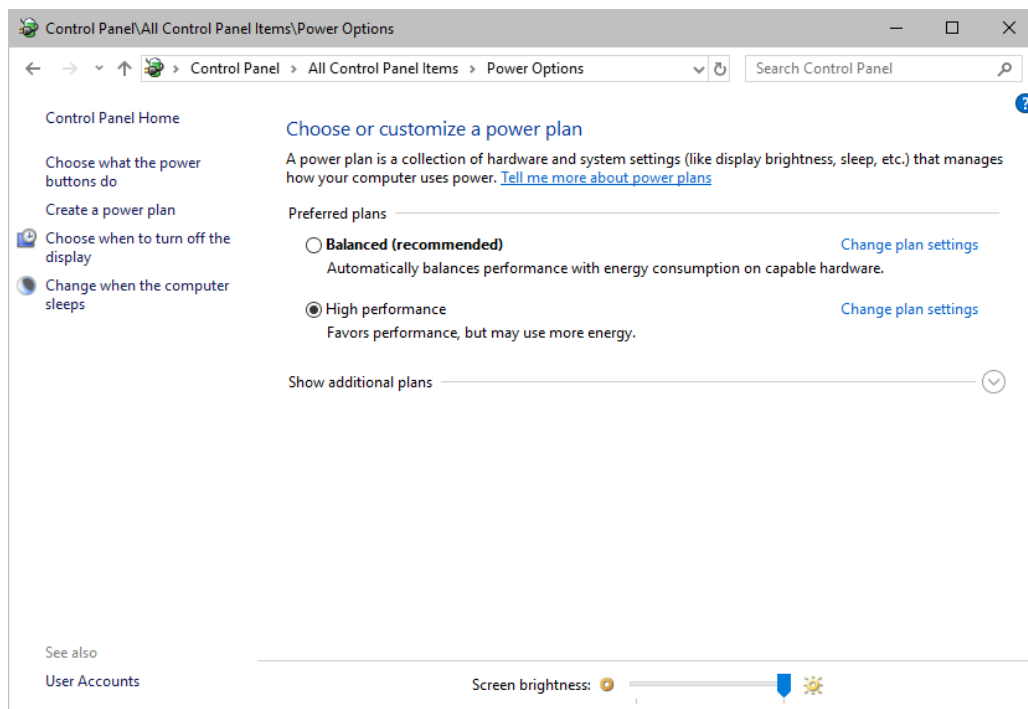 Control Panel\All Control Panel Items\Power Options
Control Panel > All Control Panel Items > Power Options
Search Control Panel
?
Control Panel Home
Choose what the power
buttons do
Create a power plan
Choose when to turn off the
display
Change when the computer
sleeps
Choose or customize a power plan
A power plan is a collection of hardware and system settings (like display brightness, sleep, etc.) that manages
how your computer uses power. Tell me more about power plans
Preferred plans
Balanced (recommended) Change plan settings
Automatically balances performance with energy consumption on capable hardware.
High performance Change plan settings
Favors performance, but may use more energy.
Show additional plans
See also
User Accounts
Screen brightness: